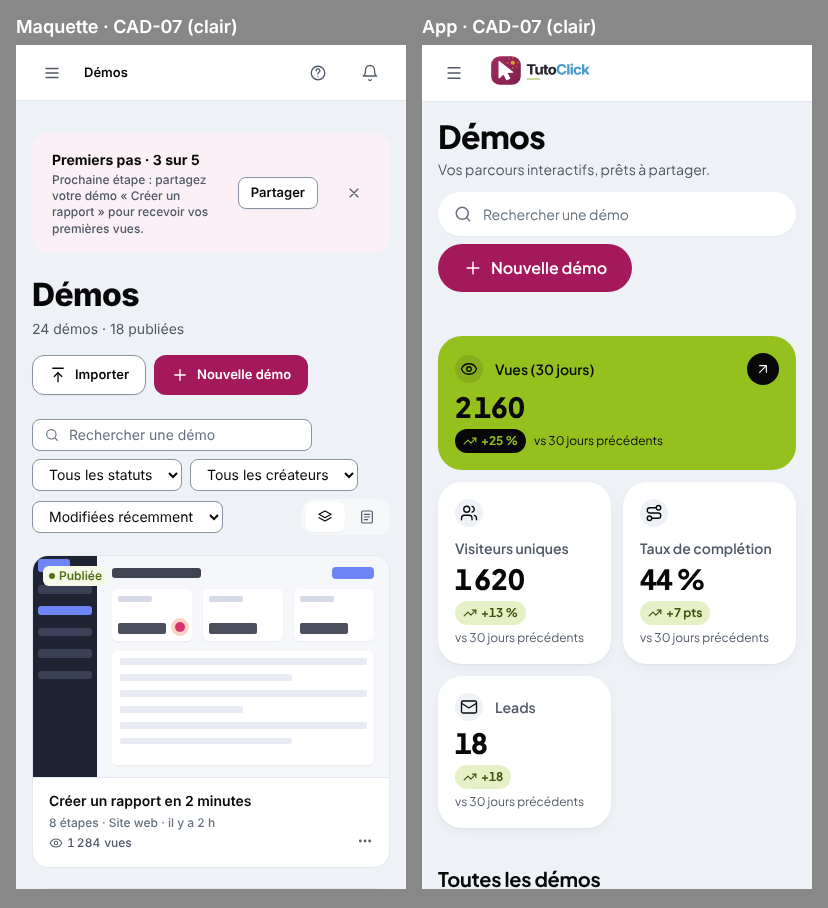 Maquette · CAD-07 (clair)
Démos
Premiers pas · 3 sur 5
Prochaine étape : partagez
votre démo « Créer un
rapport » pour recevoir vos
premières vues.
Partager
Démos
24 démos · 18 publiées
Importer
Nouvelle démo
Rechercher une démo
Tous les statuts
Tous les créateurs
Modifiées récemment
Publiée
Créer un rapport en 2 minutes
8 étapes · Site web · il y a 2 h
1 284 vues
App · CAD-07 (clair)
TutoClick
Démos
Vos parcours interactifs, prêts à partager.
Rechercher une démo
Nouvelle démo
Vues (30 jours)
2 160
+25 % vs 30 jours précédents
Visiteurs uniques
1 620
+13 %
vs 30 jours précédents
Taux de complétion
44 %
+7 pts
vs 30 jours précédents
Leads
18
+18
vs 30 jours précédents
Toutes les démos